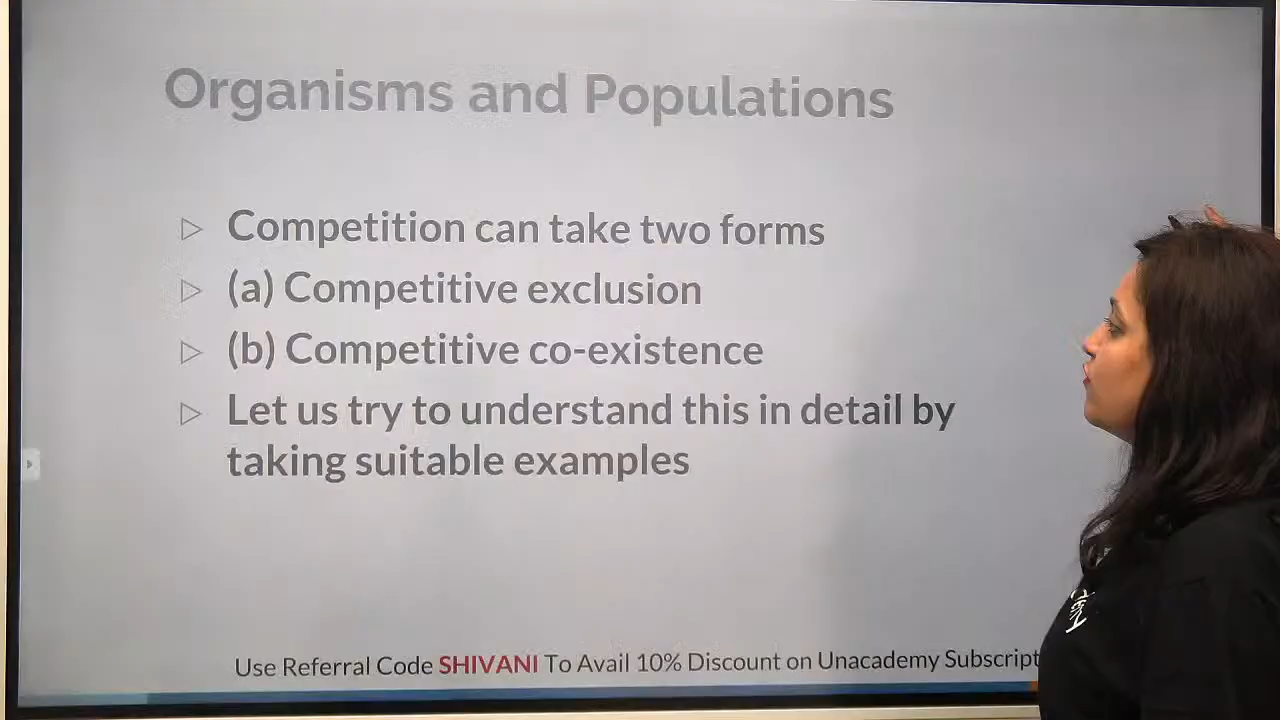 Organisms and Populations
Competition can take two forms
(a) Competitive exclusion
(b) Competitive co-existence
Let us try to understand this in detail by
taking suitable examples
Use Referral Code SHIVANI To Avail 10% Discount on Unacademy Subscript